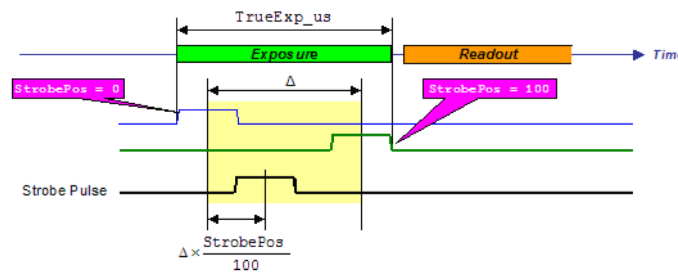 TrueExp_us
Exposure
Readout
Time
StrobePos = 0
Δ
StrobePos = 100
Strobe Pulse
Δ× StrobePos
100